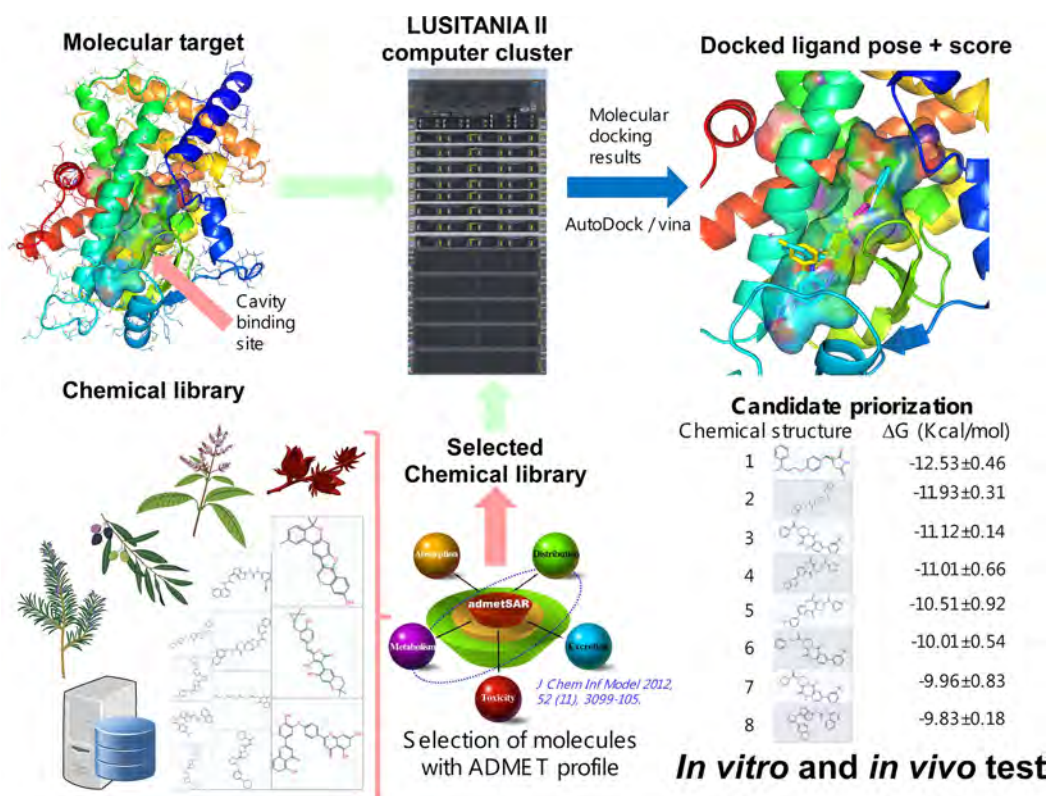 Molecular target
LUSITANIA II
computer cluster
Docked ligand pose + score
Molecular
docking
results
AutoDock / vina
Cavity
binding
site
Chemical library
Selected
Chemical library
Absorption
Distribution
admetSAR
Metabolism
Excretion
Toxicity
J Chem Inf Model 2012,
52 (11), 3099-105.
Selection of molecules
with ADMET profile
Candidate priorization
Chemical structure ΔG (Kcal/mol)
1 -12.53±0.46
2 -11.93±0.31
3 -11.12±0.14
4 -11.01±0.66
5 -10.51±0.92
6 -10.01±0.54
7 -9.96±0.83
8 -9.83±0.18
In vitro and in vivo test